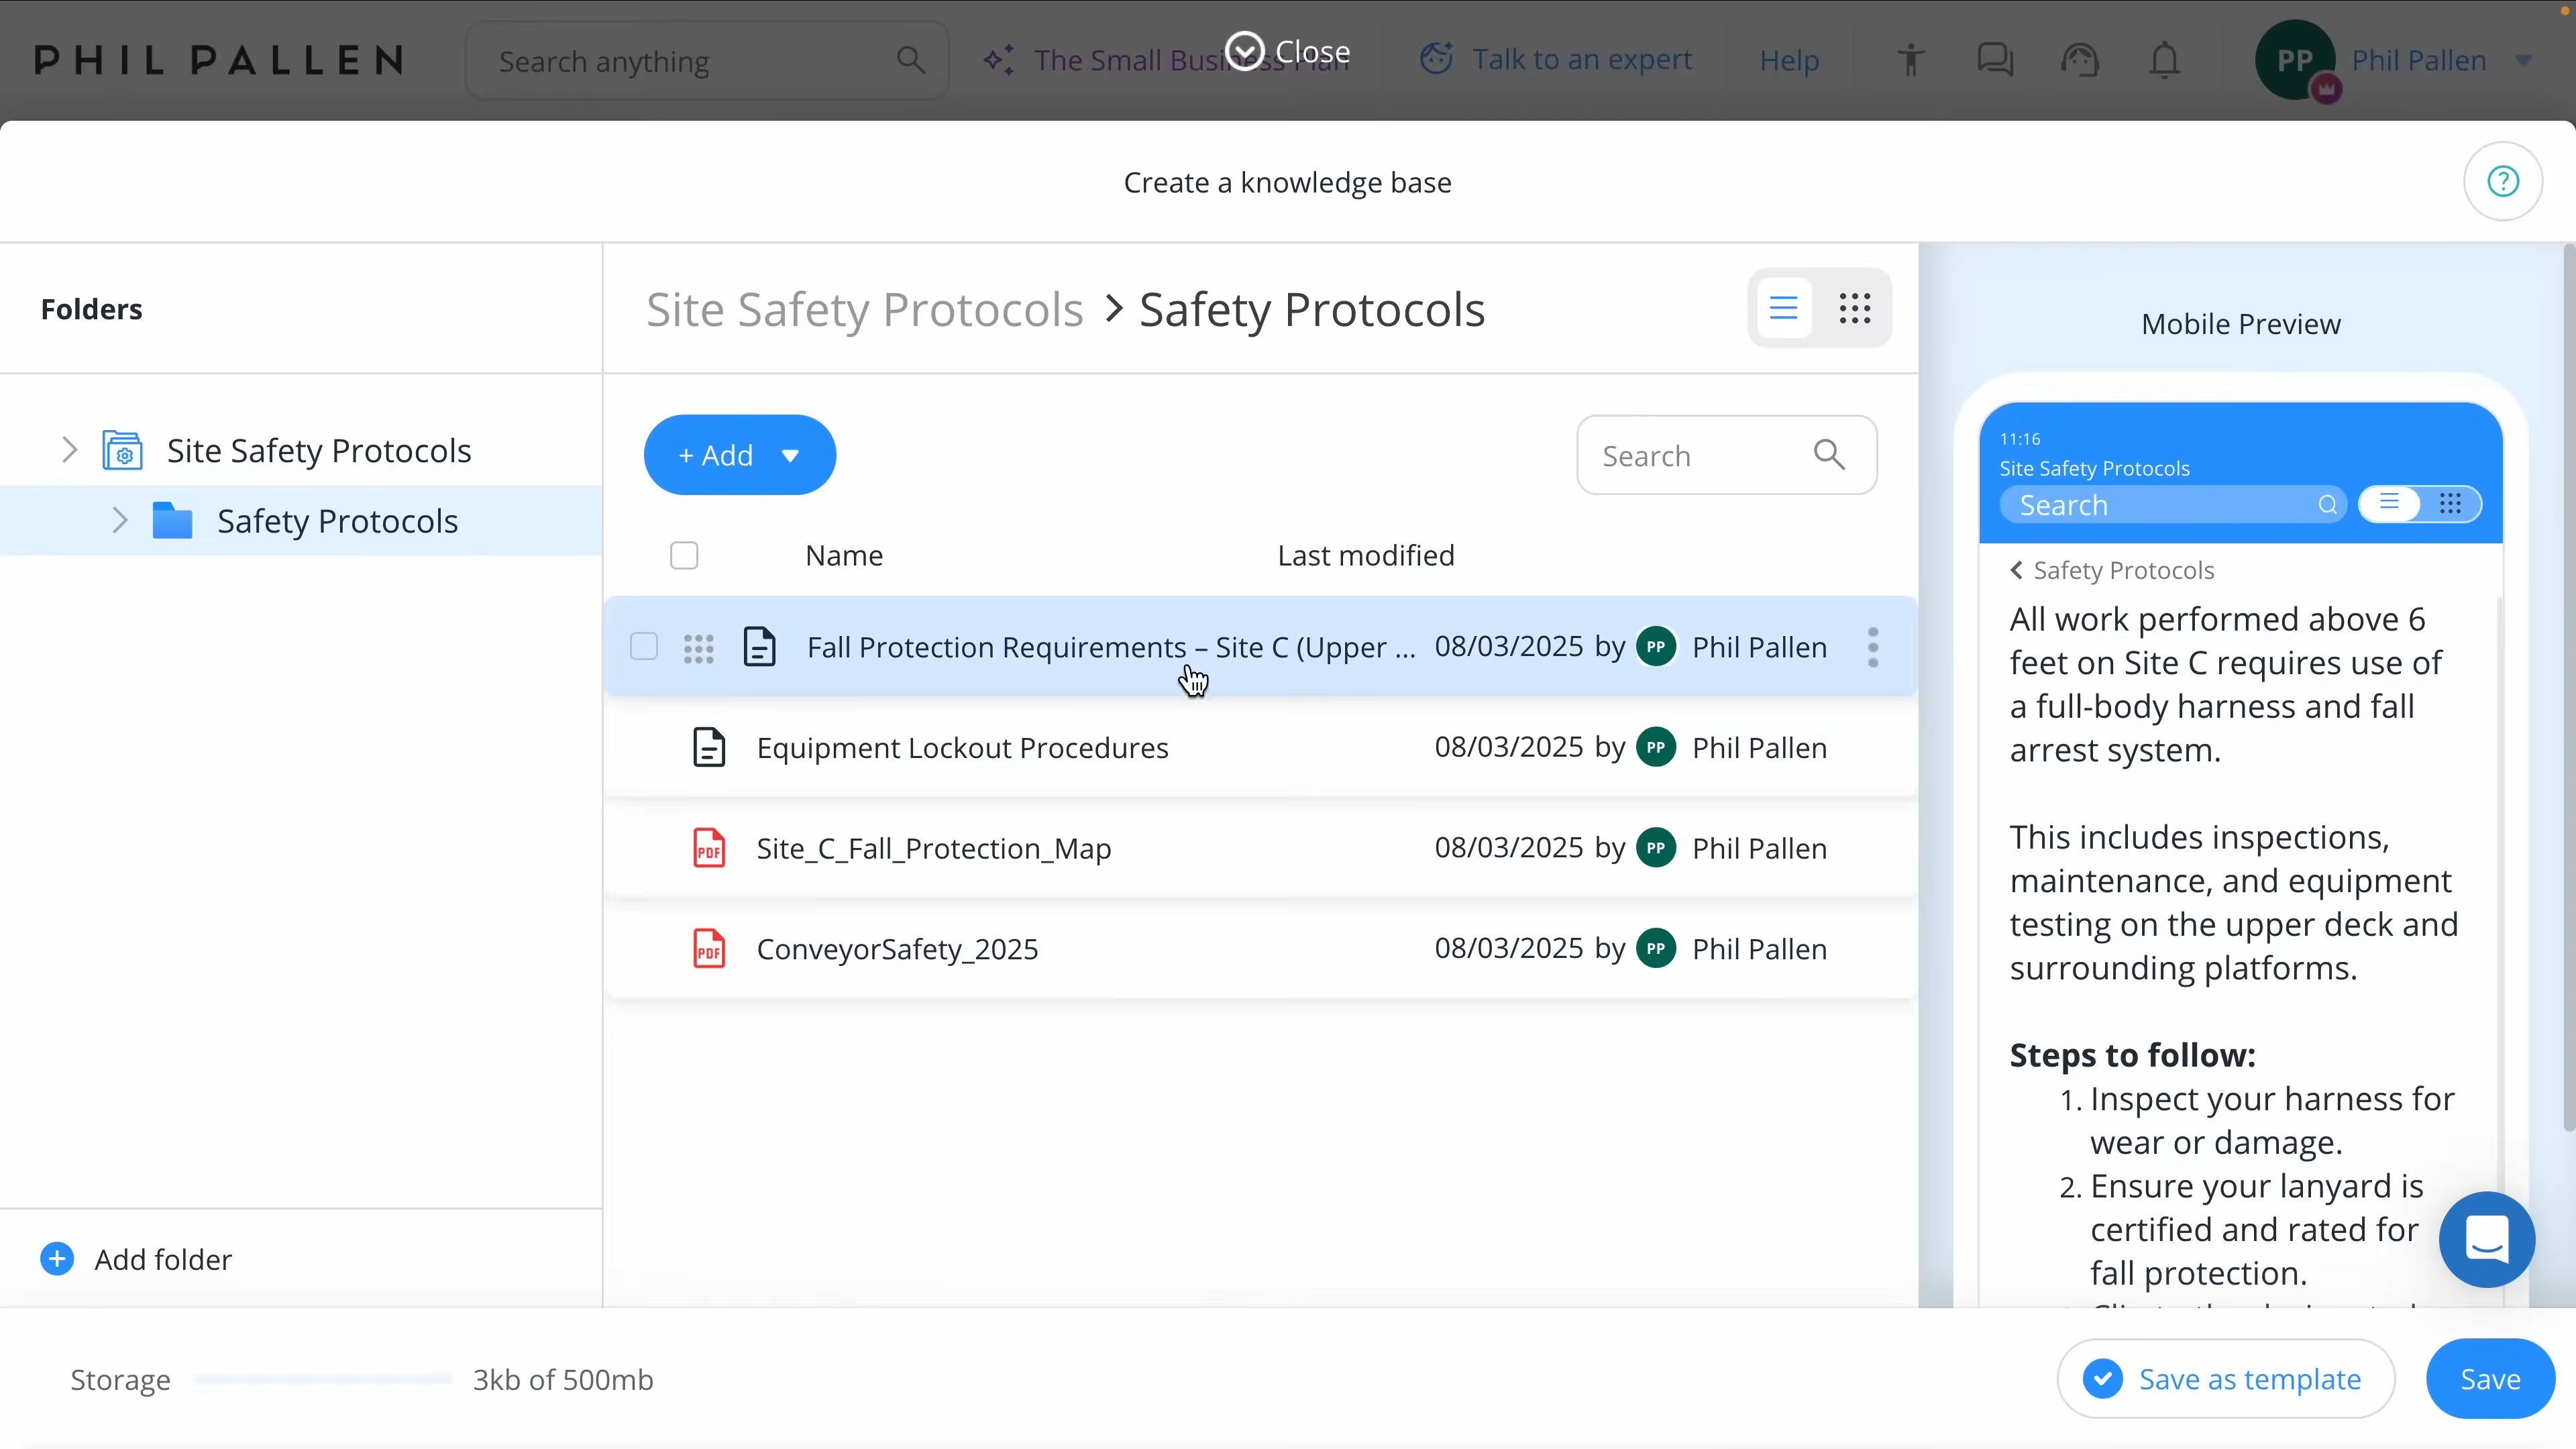 PHIL PALLEN
Search anything
The Small Business Plan
Close
Talk to an expert
Help
PP
Phil Pallen
Create a knowledge base
?
Folders
Site Safety Protocols > Safety Protocols
Site Safety Protocols
Safety Protocols
+ Add
Search
Name
Last modified
Fall Protection Requirements – Site C (Upper ... 08/03/2025 by PP Phil Pallen
Equipment Lockout Procedures 08/03/2025 by PP Phil Pallen
PDF Site_C_Fall_Protection_Map 08/03/2025 by PP Phil Pallen
PDF ConveyorSafety_2025 08/03/2025 by PP Phil Pallen
Mobile Preview
11:16
Site Safety Protocols
Search
Safety Protocols
All work performed above 6
feet on Site C requires use of
a full-body harness and fall
arrest system.
This includes inspections,
maintenance, and equipment
testing on the upper deck and
surrounding platforms.
Steps to follow:
1. Inspect your harness for
wear or damage.
2. Ensure your lanyard is
certified and rated for
fall protection.
Add folder
Storage
3kb of 500mb
Save as template
Save